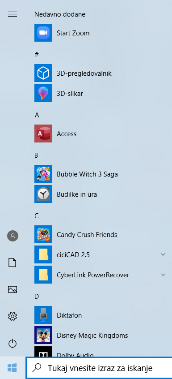 Nedavno dodane
Start Zoom
#
3D-pregledovalnik
3D-slikar
A
Access
B
Bubble Witch 3 Saga
Budilke in ura
C
Candy Crush Friends
ciciCAD 2.5
CyberLink PowerRecover
D
Diktafon
Disney Magic Kingdoms
Dolby Audio
Tukaj vnesite izraz za iskanje